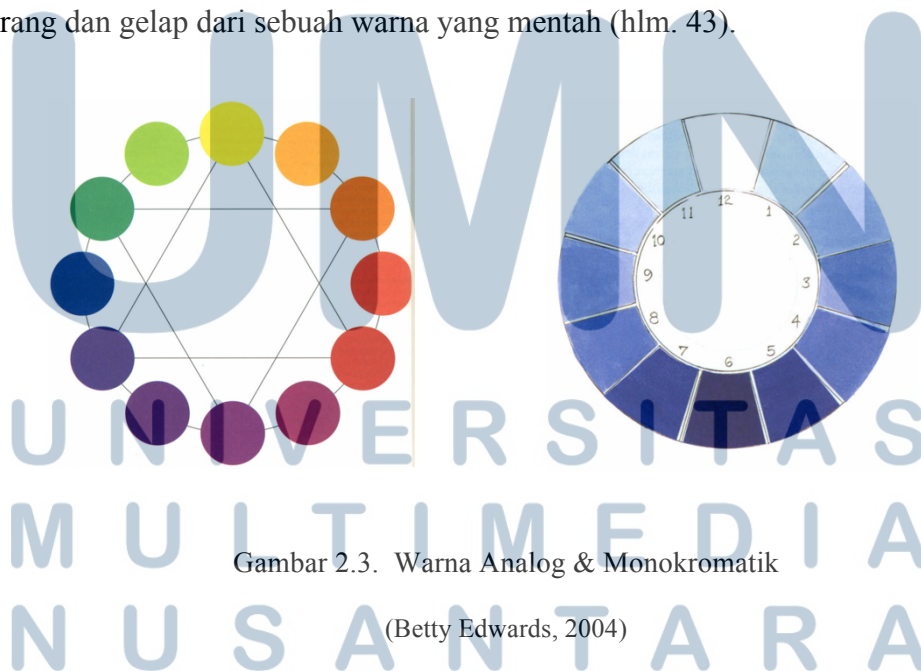 rang dan gelap dari sebuah warna yang mentah (hlm. 43).
12
1
2
3
4
5
6
7
8
9
10
11
Gambar 2.3. Warna Analog & Monokromatik
(Betty Edwards, 2004)
UMN
UNIVERSITAS
MULTIMEDIA
NUSANTARA